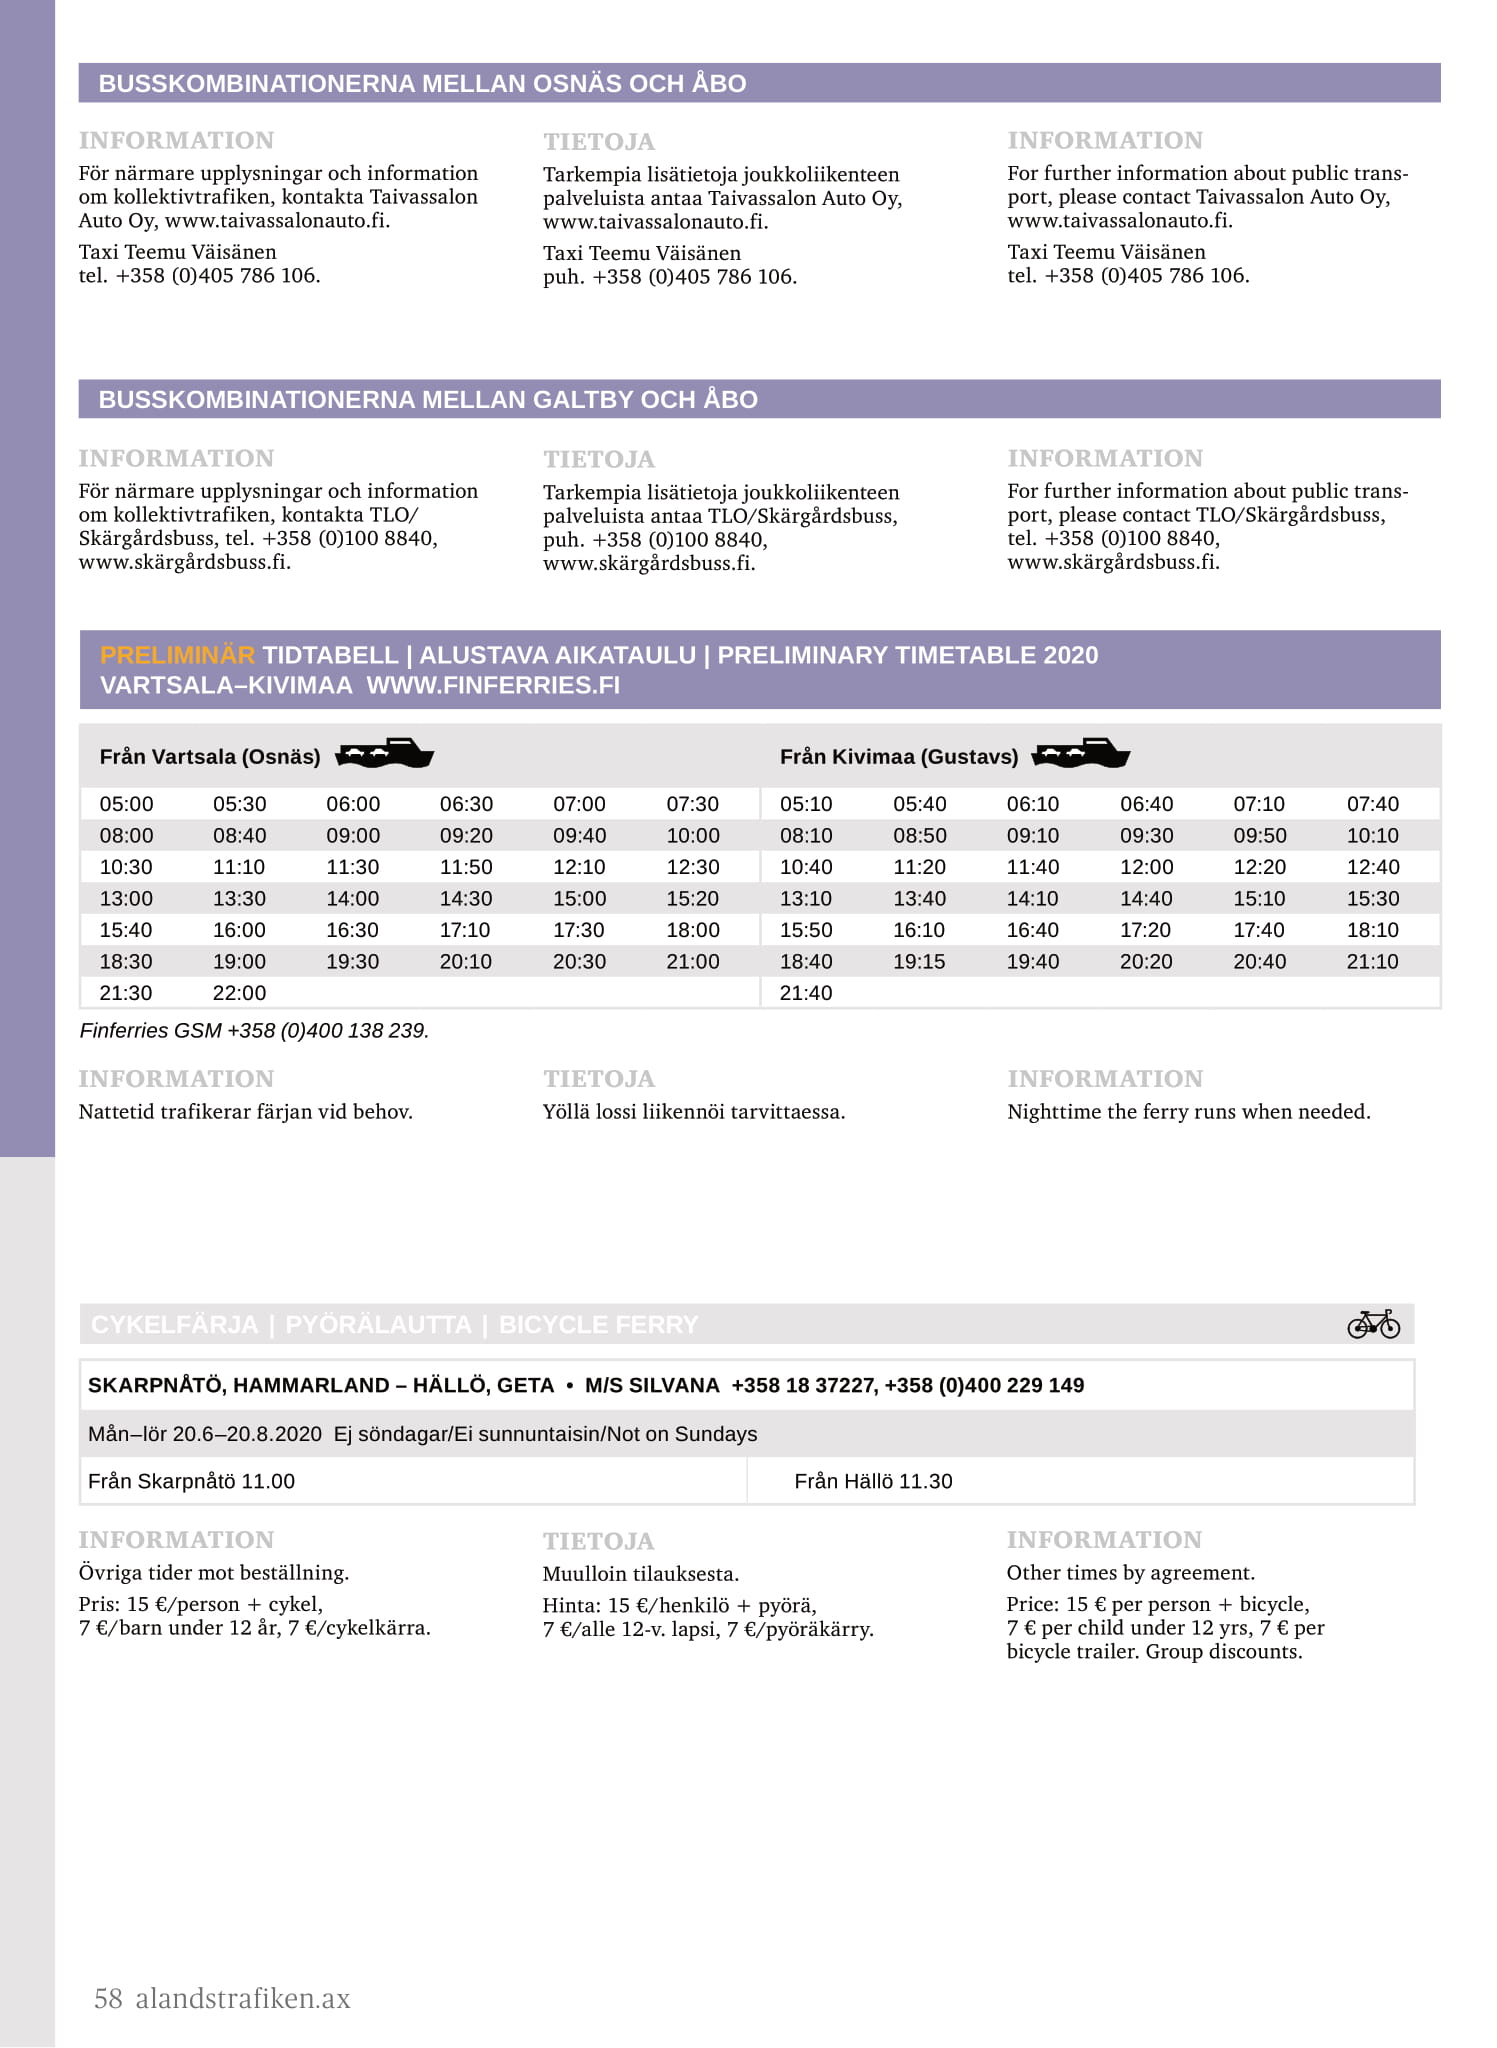 BUSSKOMBINATIONERNA MELLAN OSNÄS OCH ÅBO
INFORMATION
För närmare upplysningar och information
om kollektivtrafiken, kontakta Taivassalon
Auto Oy, www.taivassalonauto.fi.
Taxi Teemu Väisänen
tel. +358 (0)405 786 106.
TIETOJA
Tarkempia lisätietoja joukkoliikenteen
palveluista antaa Taivassalon Auto Oy,
www.taivassalonauto.fi.
Taxi Teemu Väisänen
puh. +358 (0)405 786 106.
INFORMATION
For further information about public trans-
port, please contact Taivassalon Auto Oy,
www.taivassalonauto.fi.
Taxi Teemu Väisänen
tel. +358 (0)405 786 106.
BUSSKOMBINATIONERNA MELLAN GALTBY OCH ÅBO
INFORMATION
För närmare upplysningar och information
om kollektivtrafiken, kontakta TLO/
Skärgårdsbuss, tel. +358 (0)100 8840,
www.skärgårdsbuss.fi.
TIETOJA
Tarkempia lisätietoja joukkoliikenteen
palveluista antaa TLO/Skärgårdsbuss,
puh. +358 (0)100 8840,
www.skärgårdsbuss.fi.
INFORMATION
For further information about public trans-
port, please contact TLO/Skärgårdsbuss,
tel. +358 (0)100 8840,
www.skärgårdsbuss.fi.
PRELIMINÄR TIDTABELL | ALUSTAVA AIKATAULU | PRELIMINARY TIMETABLE 2020
VARTSALA–KIVIMAA WWW.FINFERRIES.FI
Från Vartsala (Osnäs) Från Kivimaa (Gustavs)
05:00 05:30 06:00 06:30 07:00 07:30 05:10 05:40 06:10 06:40 07:10 07:40
08:00 08:40 09:00 09:20 09:40 10:00 08:10 08:50 09:10 09:30 09:50 10:10
10:30 11:10 11:30 11:50 12:10 12:30 10:40 11:20 11:40 12:00 12:20 12:40
13:00 13:30 14:00 14:30 15:00 15:20 13:10 13:40 14:10 14:40 15:10 15:30
15:40 16:00 16:30 17:10 17:30 18:00 15:50 16:10 16:40 17:20 17:40 18:10
18:30 19:00 19:30 20:10 20:30 21:00 18:40 19:15 19:40 20:20 20:40 21:10
21:30 22:00 21:40
Finferries GSM +358 (0)400 138 239.
INFORMATION
Nattetid trafikerar färjan vid behov.
TIETOJA
Yöllä lossi liikennöi tarvittaessa.
INFORMATION
Nighttime the ferry runs when needed.
CYKELFÄRJA | PYÖRÄLAUTTA | BICYCLE FERRY
SKARPNÅTÖ, HAMMARLAND – HÄLLÖ, GETA • M/S SILVANA +358 18 37227, +358 (0)400 229 149
Mån–lör 20.6–20.8.2020 Ej söndagar/Ei sunnuntaisin/Not on Sundays
Från Skarpnåtö 11.00 Från Hällö 11.30
INFORMATION
Övriga tider mot beställning.
Pris: 15 €/person + cykel,
7 €/barn under 12 år, 7 €/cykelkärra.
TIETOJA
Muulloin tilauksesta.
Hinta: 15 €/henkilö + pyörä,
7 €/alle 12-v. lapsi, 7 €/pyöräkärry.
INFORMATION
Other times by agreement.
Price: 15 € per person + bicycle,
7 € per child under 12 yrs, 7 € per
bicycle trailer. Group discounts.
58 alandstrafiken.ax